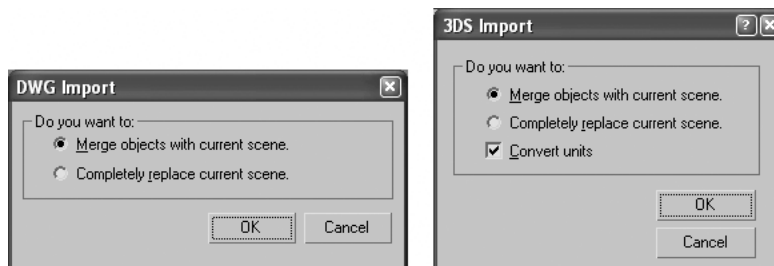 DWG Import
Do you want to:
Merge objects with current scene.
Completely replace current scene.
OK
Cancel
3DS Import
Do you want to:
Merge objects with current scene.
Completely replace current scene.
Convert units
OK
Cancel